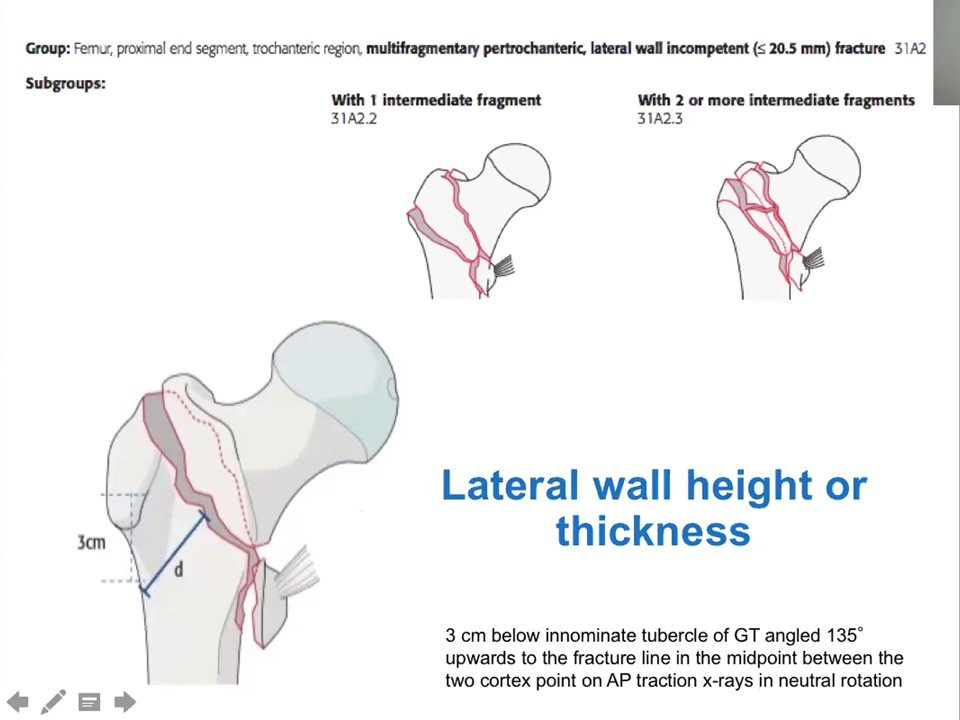 Group: Femur, proximal end segment, trochanteric region, multifragmentary pertrochanteric, lateral wall incompetent (≤ 20.5 mm) fracture 31A2
Subgroups:
With 1 intermediate fragment
31A2.2
With 2 or more intermediate fragments
31A2.3
3cm
d
Lateral wall height or
thickness
3 cm below innominate tubercle of GT angled 135°
upwards to the fracture line in the midpoint between the
two cortex point on AP traction x-rays in neutral rotation